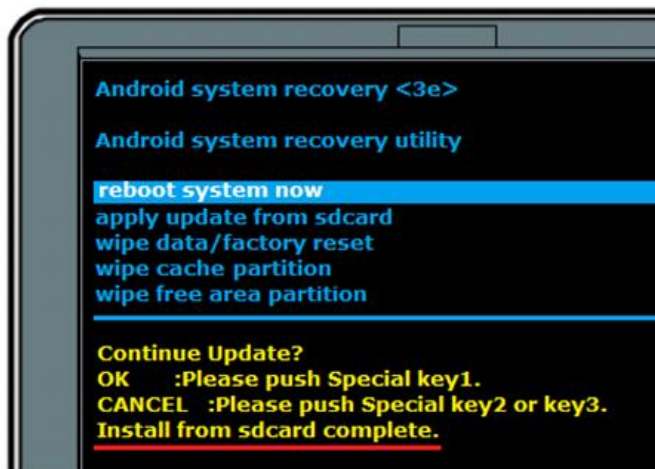 Android system recovery <3e>
Android system recovery utility
reboot system now
apply update from sdcard
wipe data/factory reset
wipe cache partition
wipe free area partition
Continue Update?
OK :Please push Special key1.
CANCEL :Please push Special key2 or key3.
Install from sdcard complete.